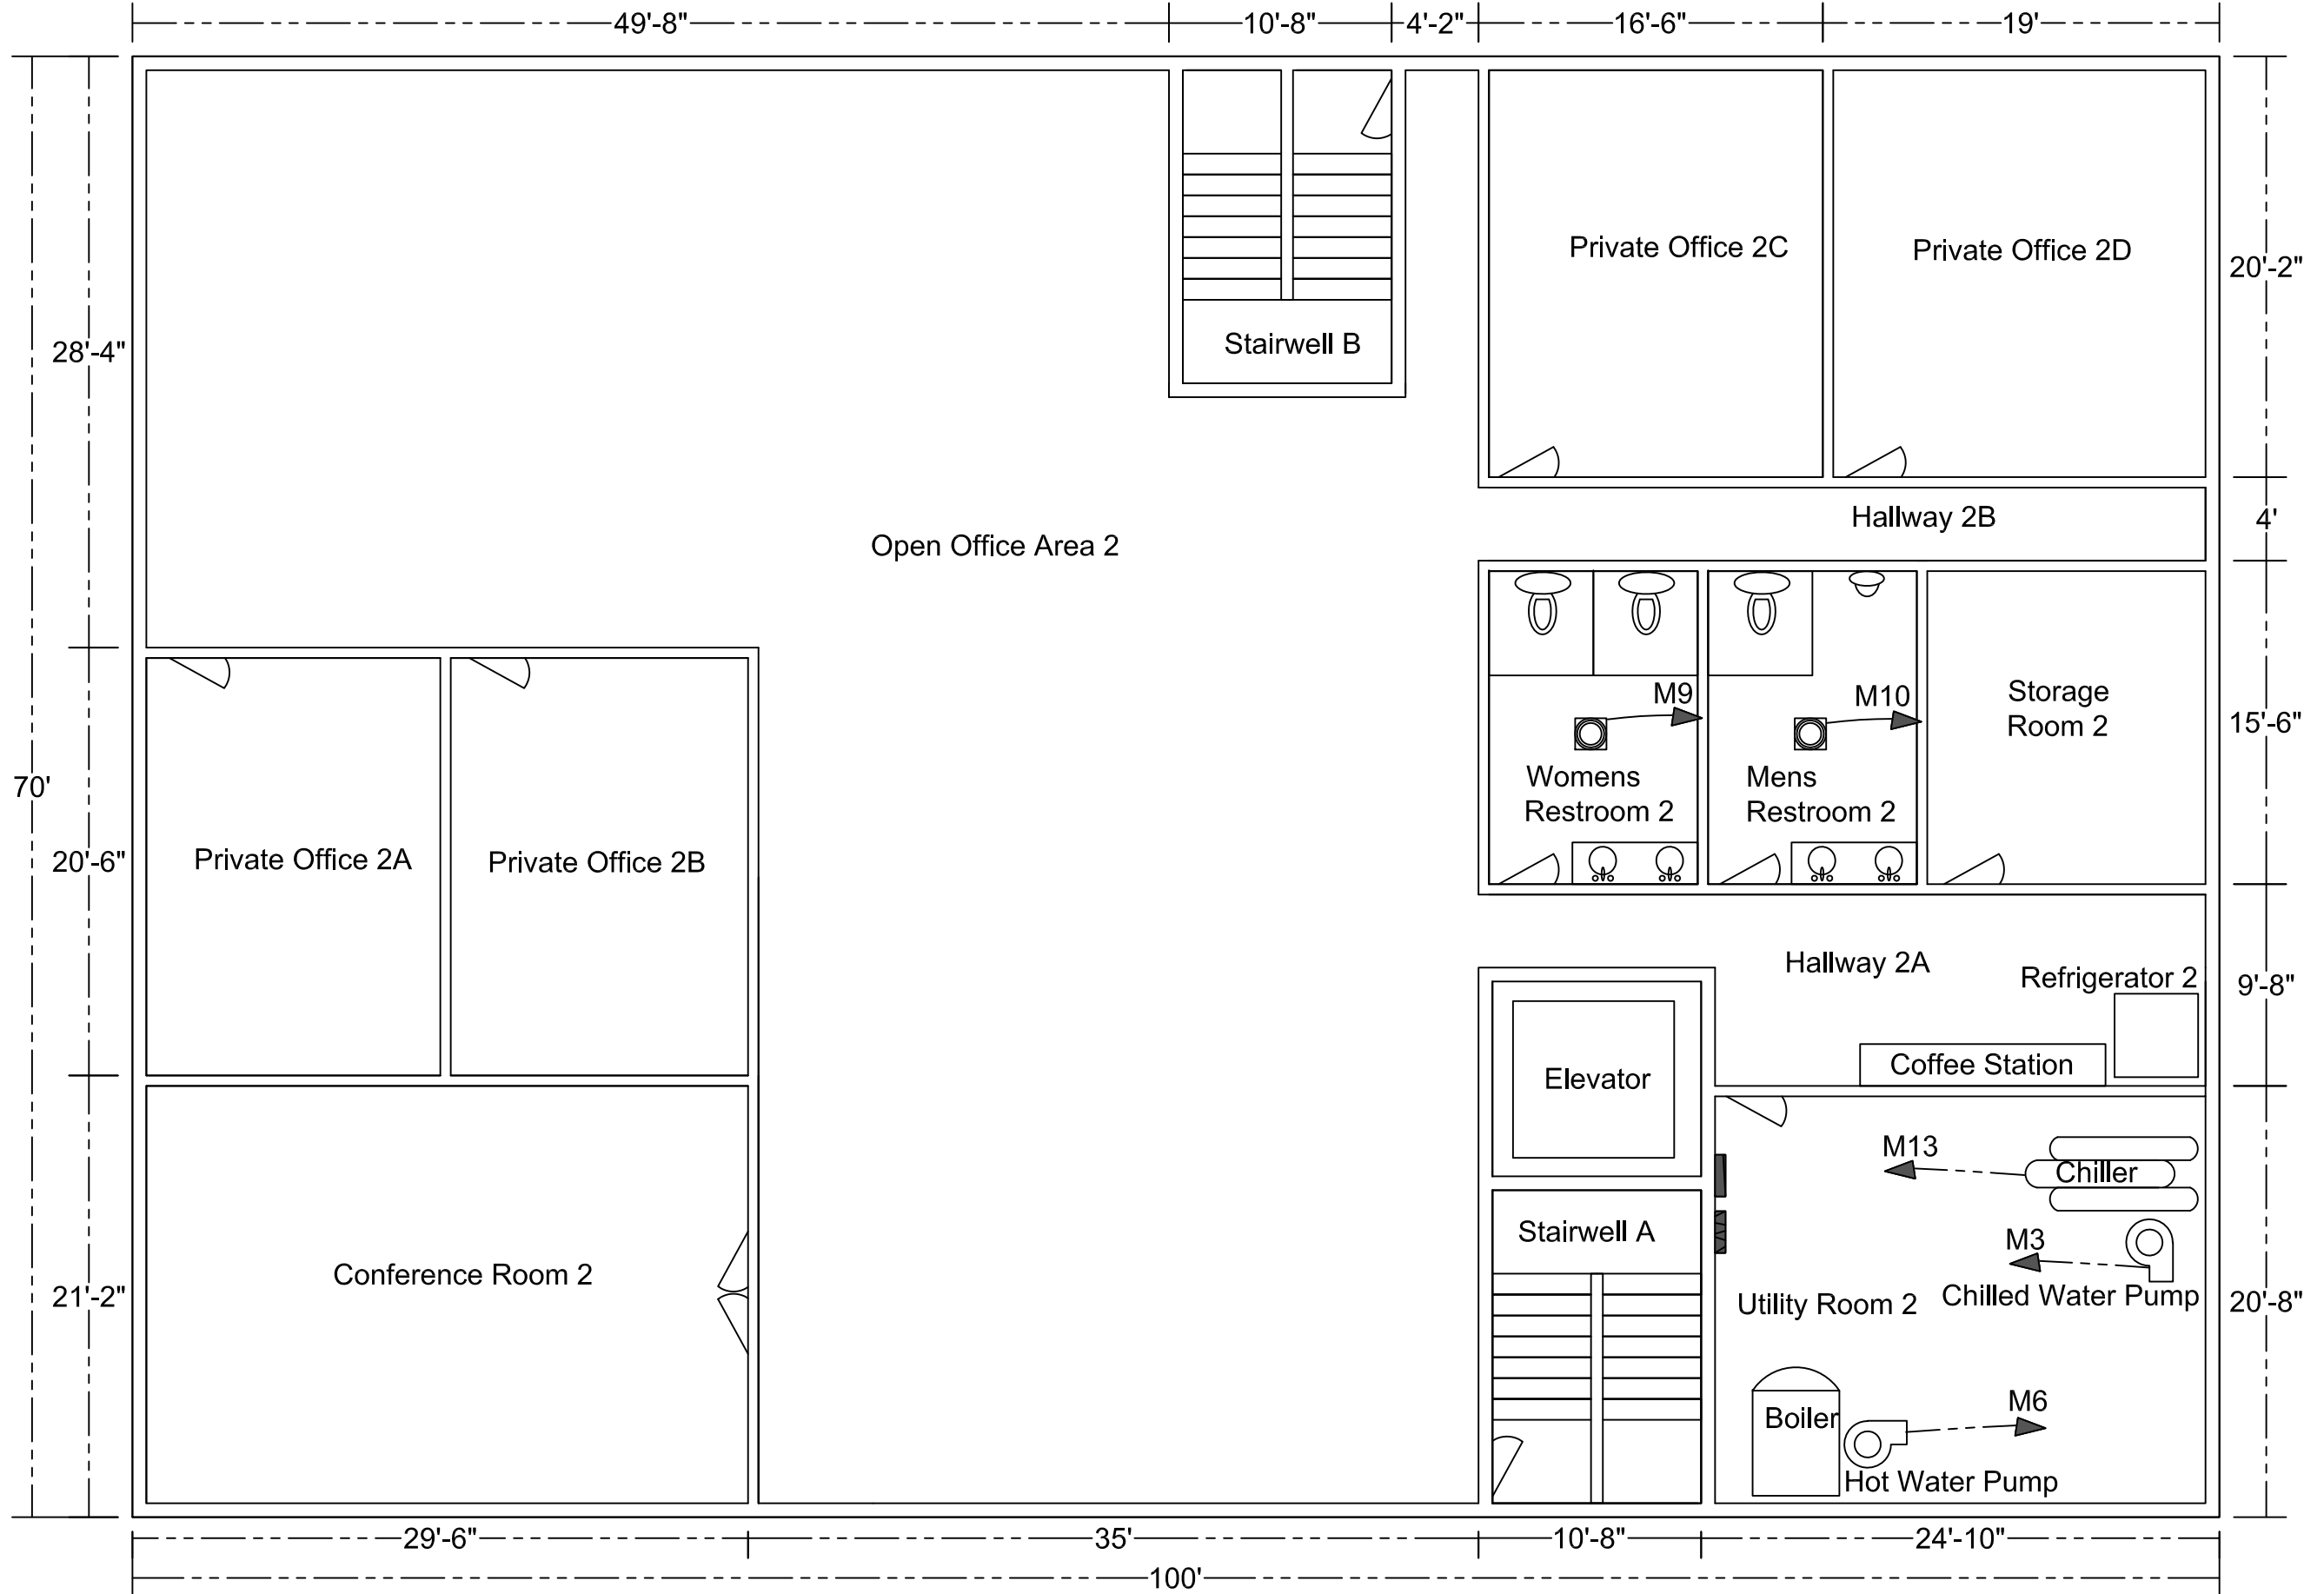 49'-8"
10'-8"
4'-2"
16'-6"
19'
Private Office 2C
Private Office 2D
20'-2"
28'-4"
Stairwell B
Hallway 2B
4'
Open Office Area 2
M9
M10
Storage
Room 2
15'-6"
70'
Womens
Restroom 2
Mens
Restroom 2
20'-6"
Private Office 2A
Private Office 2B
Hallway 2A
Refrigerator 2
9'-8"
Elevator
Coffee Station
M13
Chiller
Stairwell A
M3
Conference Room 2
21'-2"
Utility Room 2
Chilled Water Pump
20'-8"
M6
Boiler
Hot Water Pump
29'-6"
35'
10'-8"
24'-10"
100'